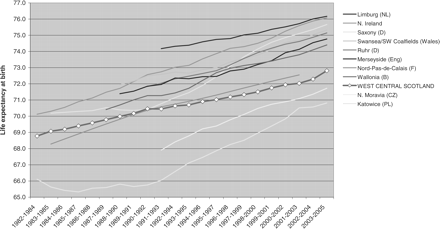 77.0
76.0
75.0
74.0
73.0
72.0
71.0
70.0
69.0
68.0
67.0
66.0
65.0
Life expectancy at birth
1982-1984
1983-1985
1984-1986
1985-1987
1986-1988
1987-1989
1988-1990
1989-1991
1990-1992
1991-1993
1992-1994
1993-1995
1994-1996
1995-1997
1996-1998
1997-1999
1998-2000
1999-2001
2000-2002
2001-2003
2002-2004
2003-2005
Limburg (NL)
N. Ireland
Saxony (D)
Swansea/SW Coalfields (Wales)
Ruhr (D)
Merseyside (Eng)
Nord-Pas-de-Calais (F)
Wallonia (B)
WEST CENTRAL SCOTLAND
N. Moravia (CZ)
Katowice (PL)